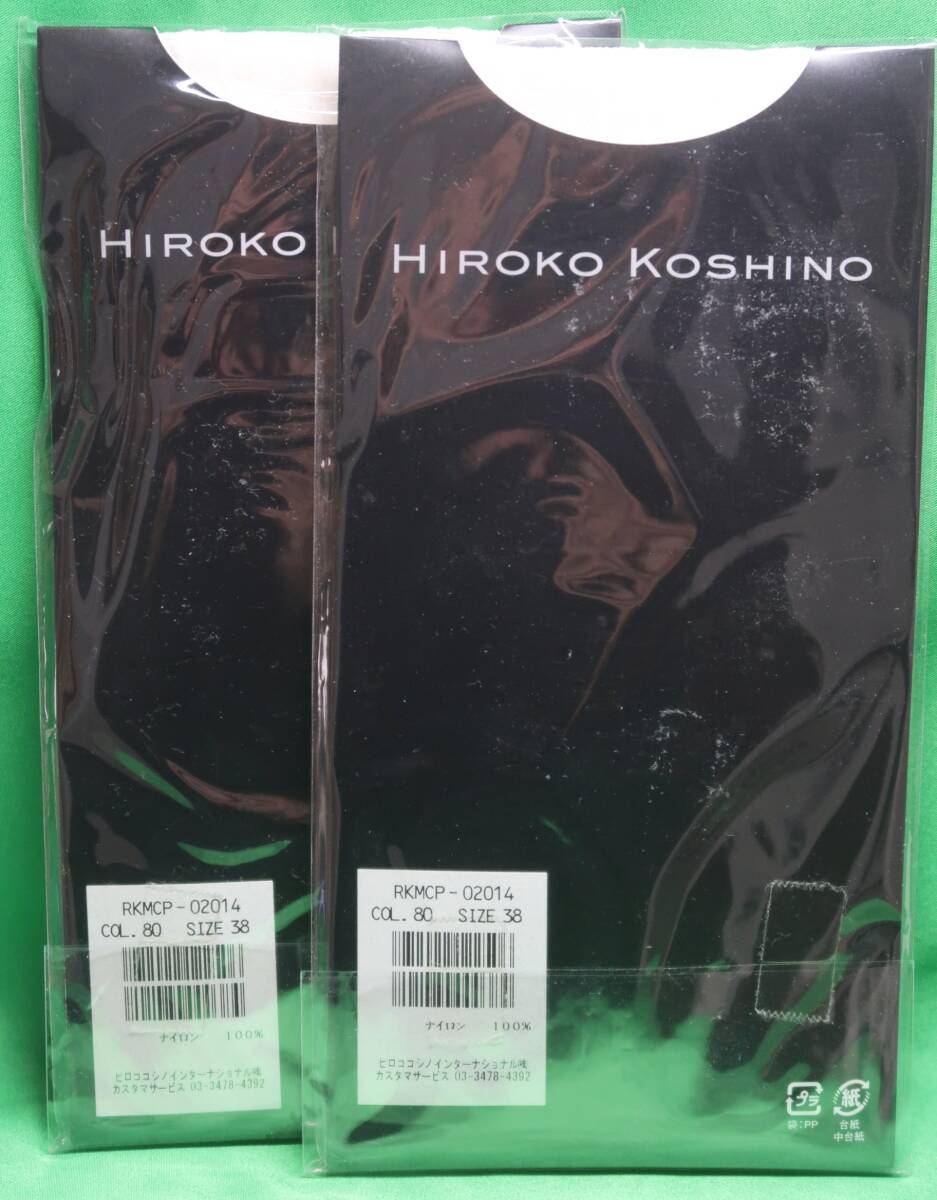 HIROKO
HIROKO KOSHINO
RKMCP-02014
COL. 80 SIZE 38
ナイロン 100%
ヒロココシノインターナショナル㈱
カスタマサービス 03-3478-4392
RKMCP-02014
COL. 80 SIZE 38
ナイロン 100%
ヒロココシノインターナショナル㈱
カスタマサービス 03-3478-4392
プラ
袋:PP
紙
台紙
中台紙